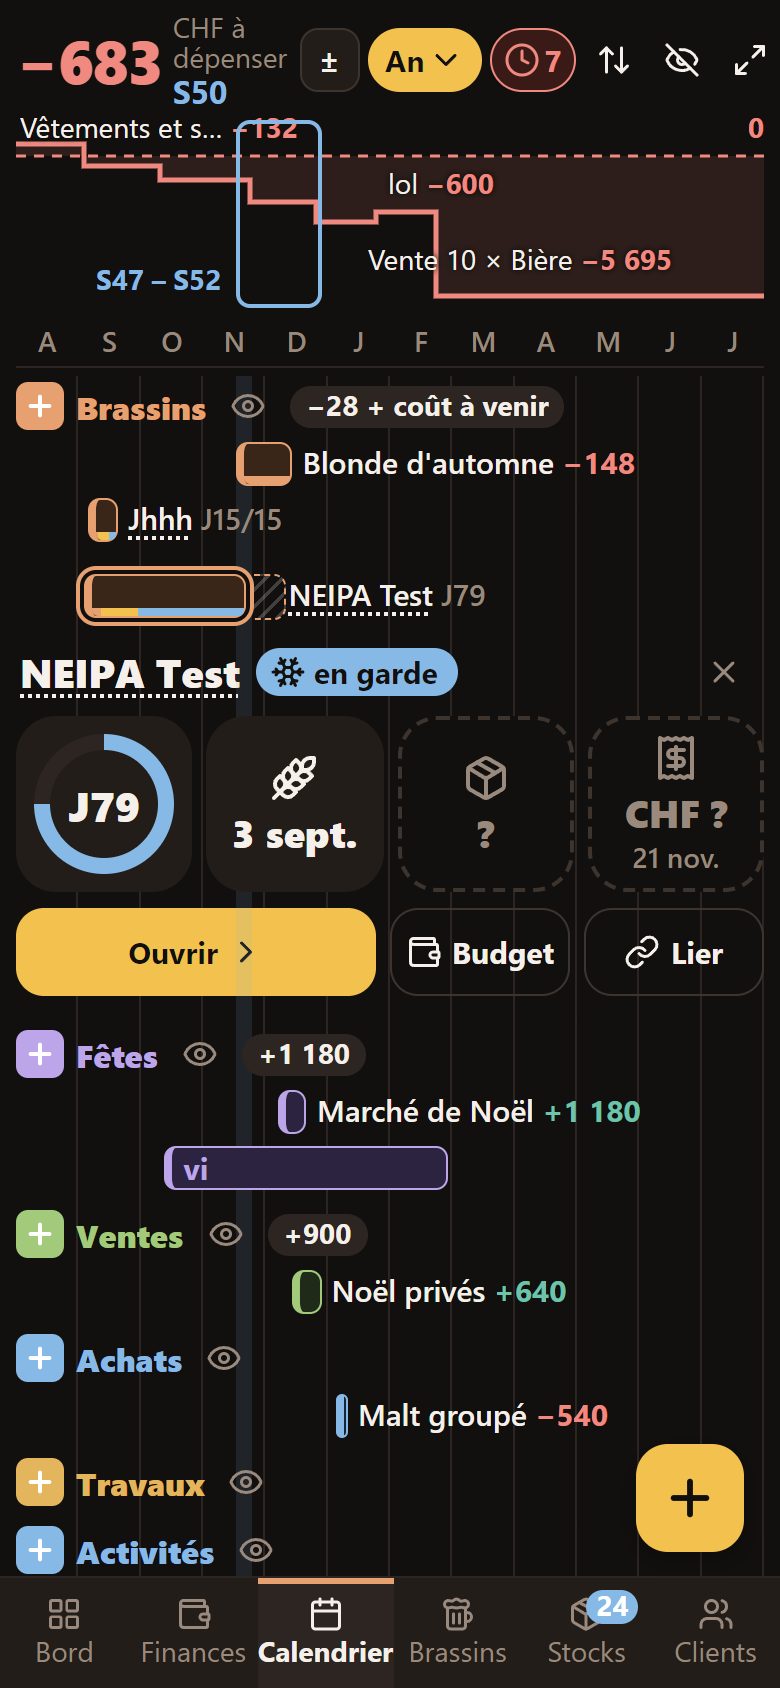 −683 CHF à dépenser S50 ± An 7
Vêtements et s... −132 0
lol −600
Vente 10 × Bière −5 695
S47 – S52
A S O N D J F M A M J J
+ Brassins −28 + coût à venir
Blonde d'automne −148
Jhhh J15/15
NEIPA Test J79
NEIPA Test en garde
J79 3 sept. ? CHF ? 21 nov.
Ouvrir Budget Lier
+ Fêtes +1 180
Marché de Noël +1 180
vi
+ Ventes +900
Noël privés +640
+ Achats
Malt groupé −540
+ Travaux
+ Activités
+
24
Bord Finances Calendrier Brassins Stocks Clients